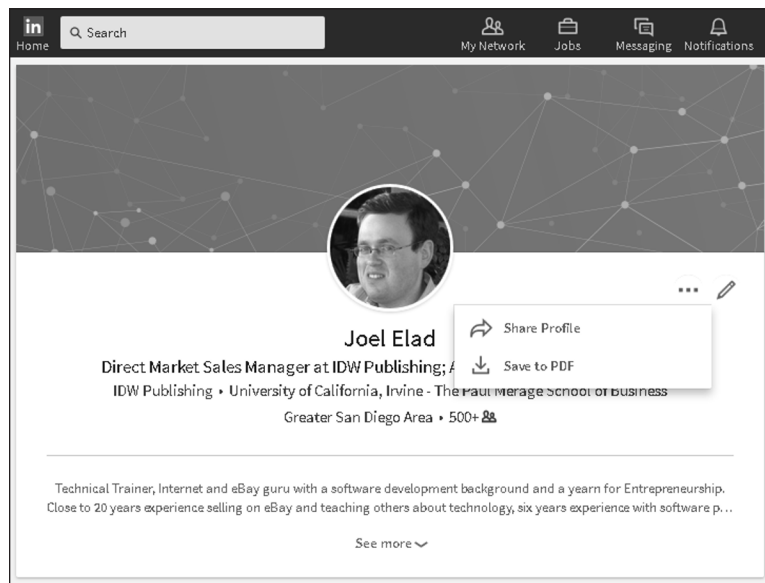 in
Home
Search
My Network
Jobs
Messaging
Notifications
Share Profile
Save to PDF
Joel Elad
Direct Market Sales Manager at IDW Publishing; A
IDW Publishing • University of California, Irvine - The Paul Merage School of Business
Greater San Diego Area • 500+
Technical Trainer, Internet and eBay guru with a software development background and a yearn for Entrepreneurship.
Close to 20 years experience selling on eBay and teaching others about technology, six years experience with software p...
See more